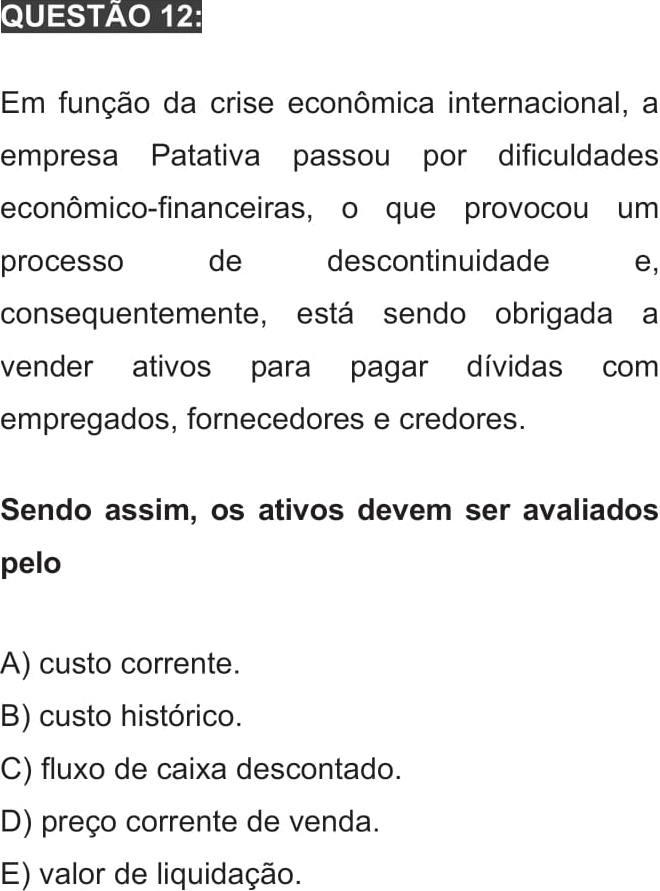 QUESTÃO 12:
Em função da crise econômica internacional, a
empresa Patativa passou por dificuldades
econômico-financeiras, o que provocou um
processo de descontinuidade e,
consequentemente, está sendo obrigada a
vender ativos para pagar dívidas com
empregados, fornecedores e credores.
Sendo assim, os ativos devem ser avaliados
pelo
A) custo corrente.
B) custo histórico.
C) fluxo de caixa descontado.
D) preço corrente de venda.
E) valor de liquidação.